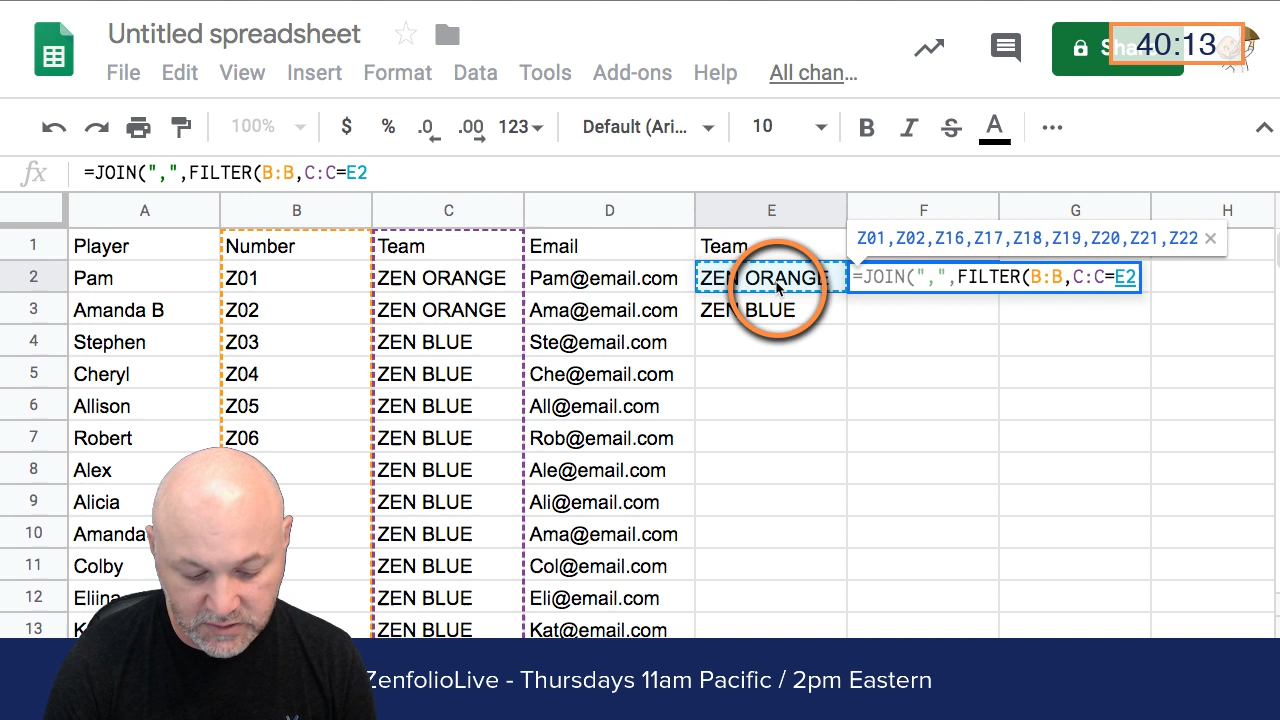 Untitled spreadsheet
40:13
File Edit View Insert Format Data Tools Add-ons Help All chan…
100% $ % .0 .00 123 Default (Ari... 10 B I S A
fx =JOIN(",",FILTER(B:B,C:C=E2
A B C D E F G H
Z01,Z02,Z16,Z17,Z18,Z19,Z20,Z21,Z22 ×
1 Player Number Team Email Team
2 Pam Z01 ZEN ORANGE Pam@email.com ZEN ORANGE =JOIN(",",FILTER(B:B,C:C=E2
3 Amanda B Z02 ZEN ORANGE Ama@email.com ZEN BLUE
4 Stephen Z03 ZEN BLUE Ste@email.com
5 Cheryl Z04 ZEN BLUE Che@email.com
6 Allison Z05 ZEN BLUE All@email.com
7 Robert Z06 ZEN BLUE Rob@email.com
8 Alex ZEN BLUE Ale@email.com
9 Alicia ZEN BLUE Ali@email.com
10 Amanda ZEN BLUE Ama@email.com
11 Colby ZEN BLUE Col@email.com
12 Eliina ZEN BLUE Eli@email.com
13 ZEN BLUE Kat@email.com
ZenfolioLive - Thursdays 11am Pacific / 2pm Eastern